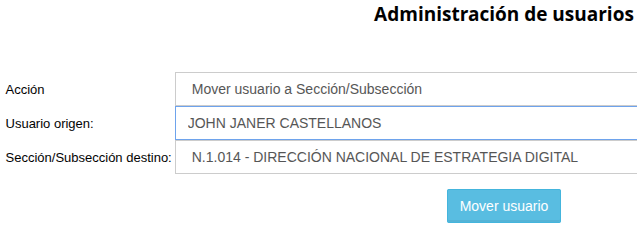 Administración de usuarios
Acción
Mover usuario a Sección/Subsección
Usuario origen:
JOHN JANER CASTELLANOS
Sección/Subsección destino:
N.1.014 - DIRECCIÓN NACIONAL DE ESTRATEGIA DIGITAL
Mover usuario